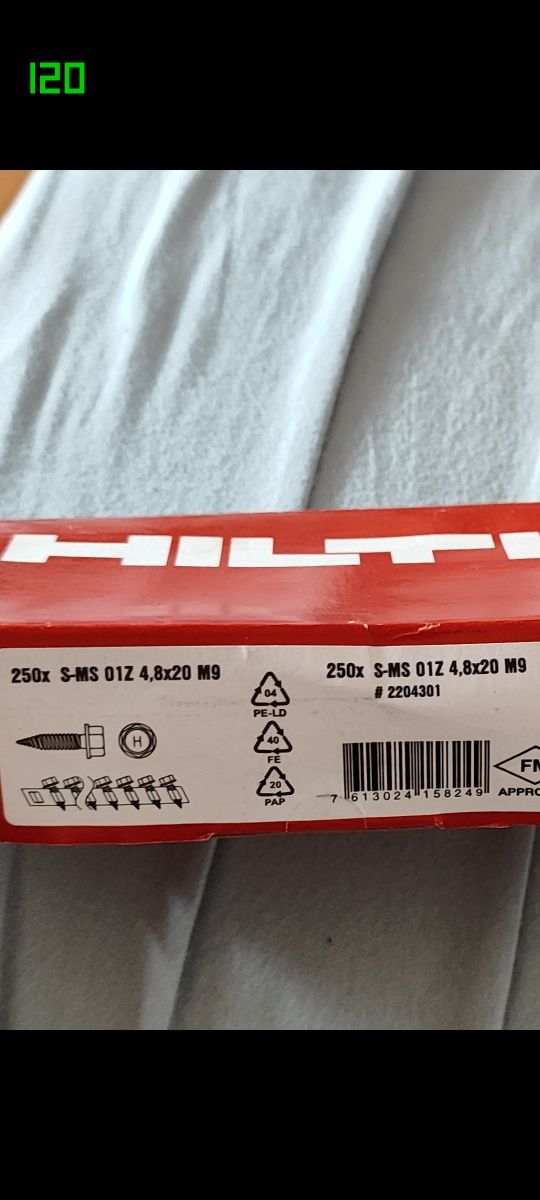 120
HILTI
250x S-MS 01Z 4,8x20 M9
H
04
PE-LD
40
FE
20
PAP
250x S-MS 01Z 4,8x20 M9
# 2204301
7 613024 158249
FM